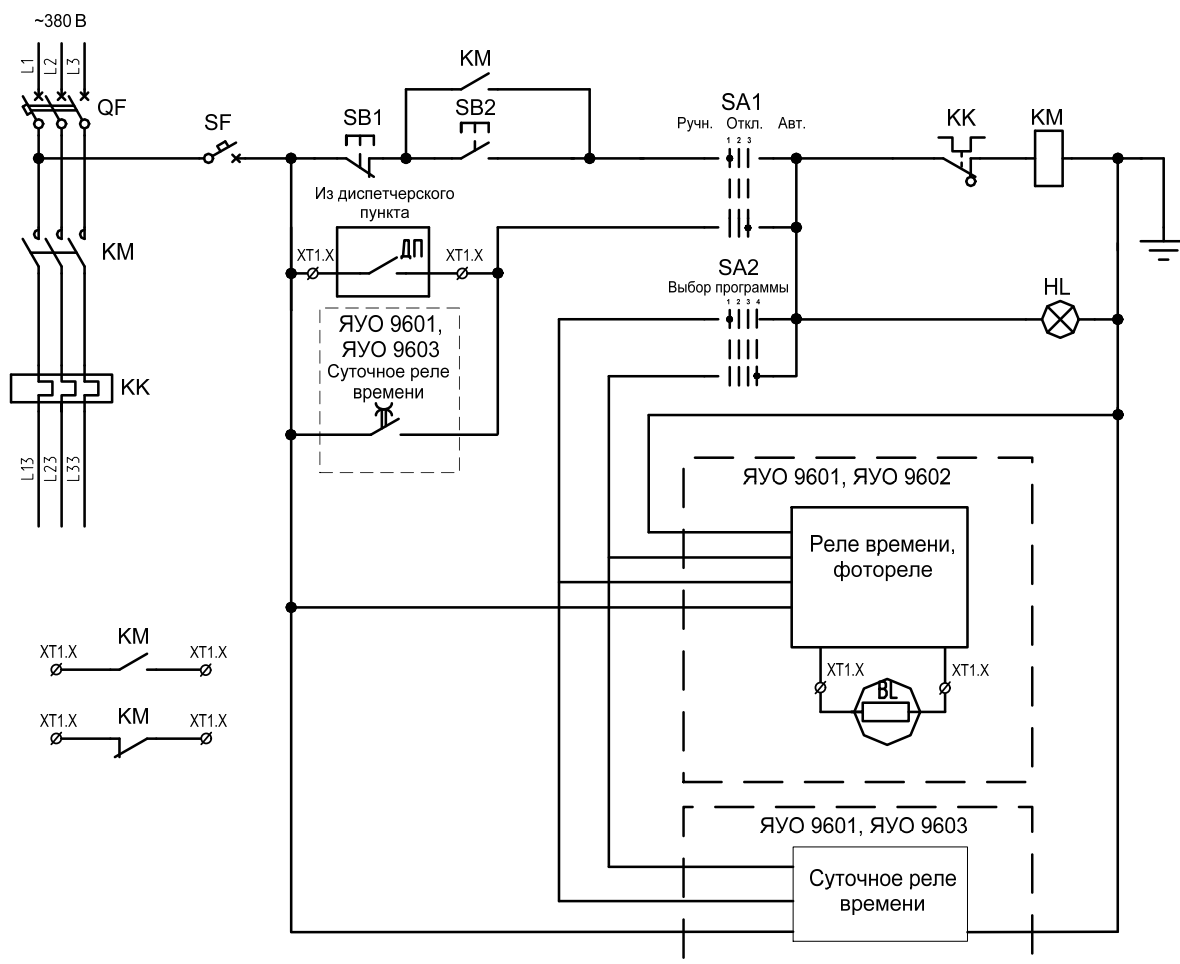 ~380 В
L1 L2 L3
QF
SF
SB1
KM
SB2
SA1
Ручн. Откл. Авт.
1 2 3
KK
KM
Из диспетчерского
пункта
XT1.X ДП XT1.X
KM
SA2
Выбор программы
1 2 3 4
HL
ЯУО 9601,
ЯУО 9603
Суточное реле
времени
KK
L13 L23 L33
ЯУО 9601, ЯУО 9602
Реле времени,
фотореле
XT1.X XT1.X
BL
KM
XT1.X XT1.X
KM
XT1.X XT1.X
ЯУО 9601, ЯУО 9603
Суточное реле
времени